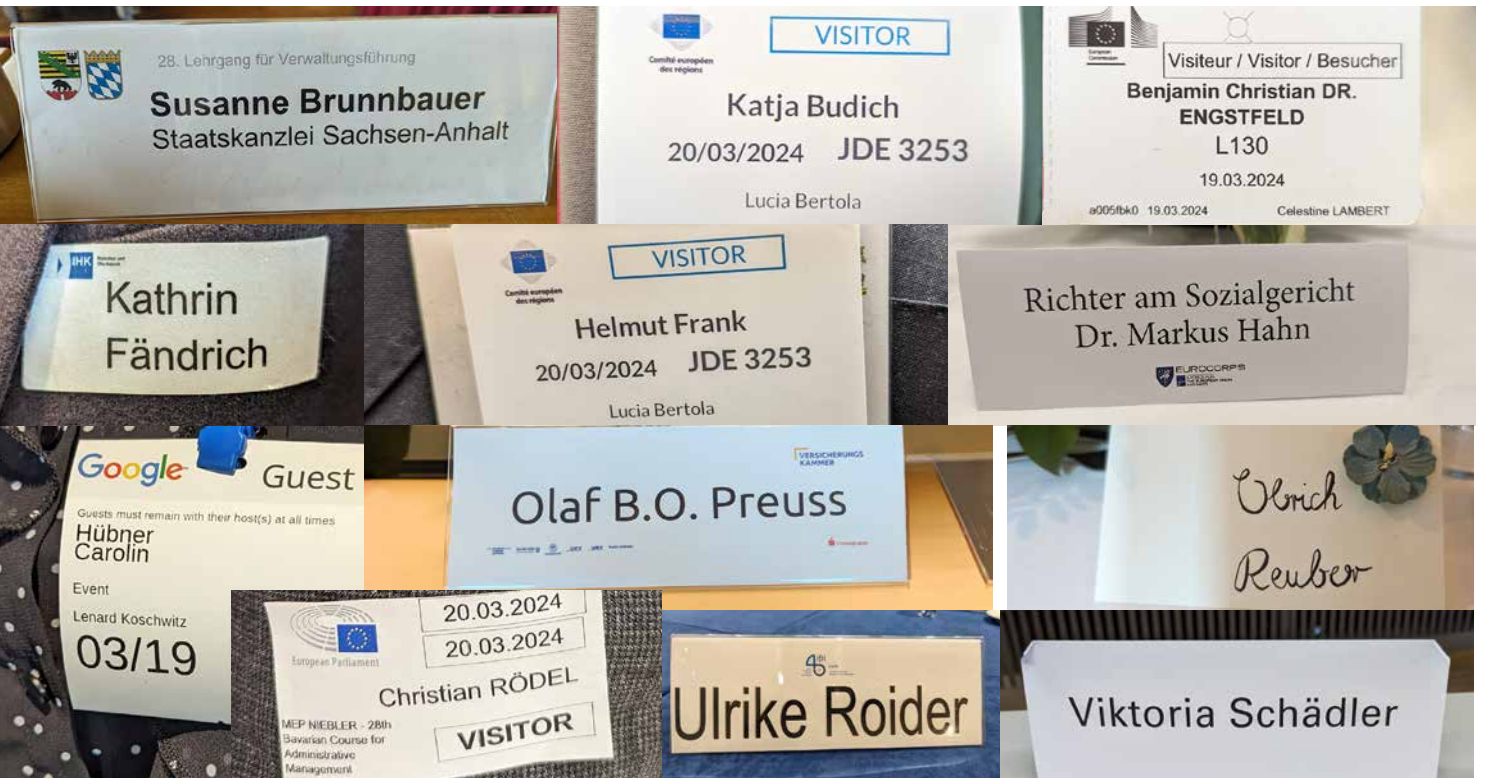 28. Lehrgang für Verwaltungsführung
Susanne Brunnbauer
Staatskanzlei Sachsen-Anhalt
Comité européen
des régions
VISITOR
Katja Budich
20/03/2024 JDE 3253
Lucia Bertola
European
Commission
Visiteur / Visitor / Besucher
Benjamin Christian DR.
ENGSTFELD
L130
19.03.2024
a005fbk0 19.03.2024 Celestine LAMBERT
IHK
Kathrin
Fändrich
Comité européen
des régions
VISITOR
Helmut Frank
20/03/2024 JDE 3253
Lucia Bertola
Richter am Sozialgericht
Dr. Markus Hahn
EUROCORPS
Google Guest
Guests must remain with their host(s) at all times
Hübner
Carolin
Event
Lenard Koschwitz
03/19
VERSICHERUNGS
KAMMER
Olaf B.O. Preuss
Ulrich
Reuber
European Parliament
20.03.2024
20.03.2024
Christian RÖDEL
MEP NIEBLER - 28th
Bavarian Course for
Administrative
Management
VISITOR
Ulrike Roider
Viktoria Schädler